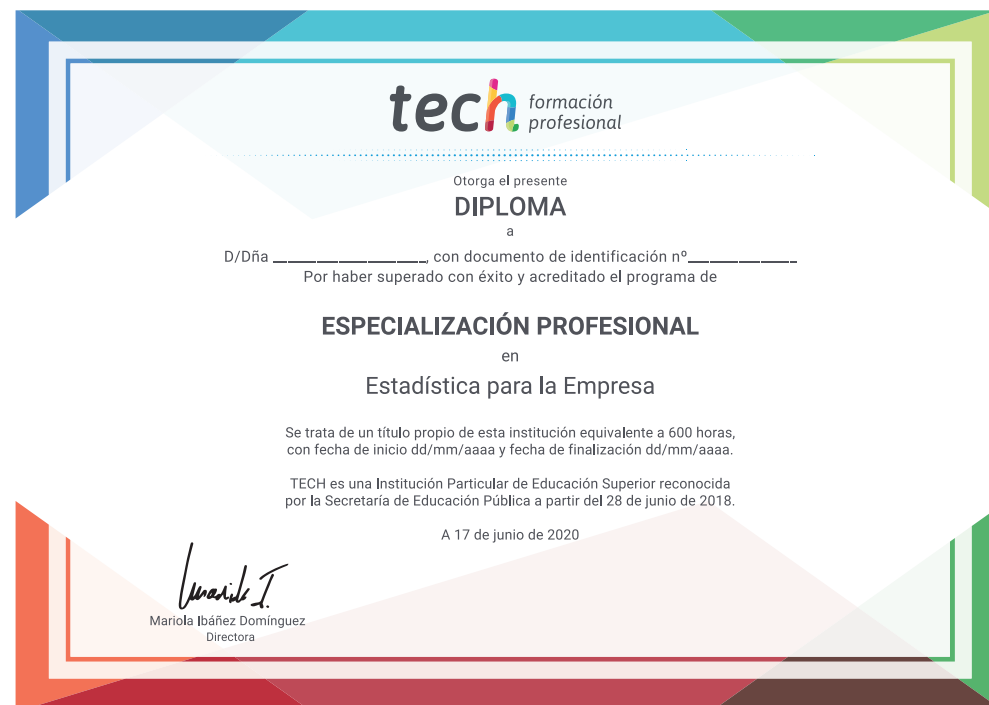 tech formación
profesional
Otorga el presente
DIPLOMA
a
D/Dña ____________________, con documento de identificación nº______________
Por haber superado con éxito y acreditado el programa de
ESPECIALIZACIÓN PROFESIONAL
en
Estadística para la Empresa
Se trata de un título propio de esta institución equivalente a 600 horas,
con fecha de inicio dd/mm/aaaa y fecha de finalización dd/mm/aaaa.
TECH es una Institución Particular de Educación Superior reconocida
por la Secretaría de Educación Pública a partir del 28 de junio de 2018.
A 17 de junio de 2020
Mariola Ibáñez Domínguez
Directora